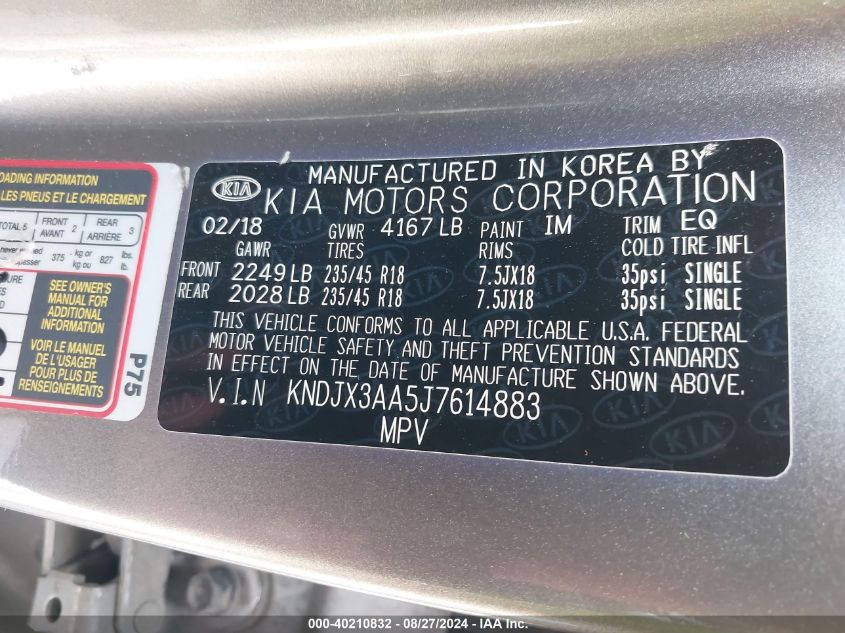 LOADING INFORMATION
LES PNEUS ET LE CHARGEMENT
TOTAL 5 FRONT AVANT 2 REAR ARRIÈRE 3
375 - kg or kg ou 827 lbs. lb.
SEE OWNER'S
MANUAL FOR
ADDITIONAL
INFORMATION
VOIR LE MANUEL
DE L'USAGER
POUR PLUS DE
RENSEIGNEMENTS
P75
KIA
MANUFACTURED IN KOREA BY
KIA MOTORS CORPORATION
02/18 GVWR 4167 LB PAINT IM TRIM EQ
GAWR TIRES RIMS COLD TIRE INFL
FRONT 2249 LB 235/45 R18 7.5JX18 35psi SINGLE
REAR 2028 LB 235/45 R18 7.5JX18 35psi SINGLE
THIS VEHICLE CONFORMS TO ALL APPLICABLE U.S.A. FEDERAL
MOTOR VEHICLE SAFETY AND THEFT PREVENTION STANDARDS
IN EFFECT ON THE DATE OF MANUFACTURE SHOWN ABOVE.
V.I.N KNDJX3AA5J7614883
MPV
000-40210832 - 08/27/2024 - IAA Inc.